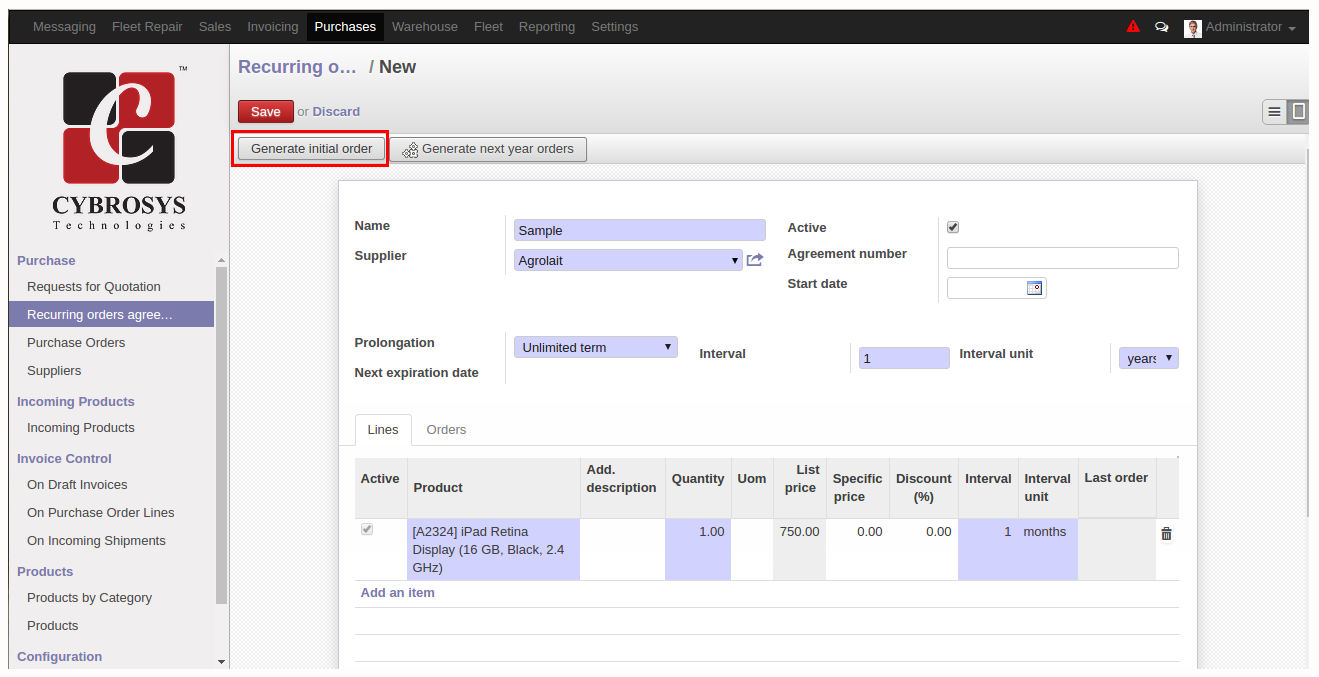 Messaging Fleet Repair Sales Invoicing Purchases Warehouse Fleet Reporting Settings Administrator
TM
C
CYBROSYS
Technologies
Purchase
Requests for Quotation
Recurring orders agree...
Purchase Orders
Suppliers
Incoming Products
Incoming Products
Invoice Control
On Draft Invoices
On Purchase Order Lines
On Incoming Shipments
Products
Products by Category
Products
Configuration
Recurring o... / New
Save or Discard
Generate initial order Generate next year orders
Name Sample
Supplier Agrolait
Active
Agreement number
Start date
Prolongation Unlimited term
Next expiration date
Interval 1 Interval unit years
Lines Orders
Active Product Add. description Quantity Uom List price Specific price Discount (%) Interval Interval unit Last order
[A2324] iPad Retina Display (16 GB, Black, 2.4 GHz) 1.00 750.00 0.00 0.00 1 months
Add an item